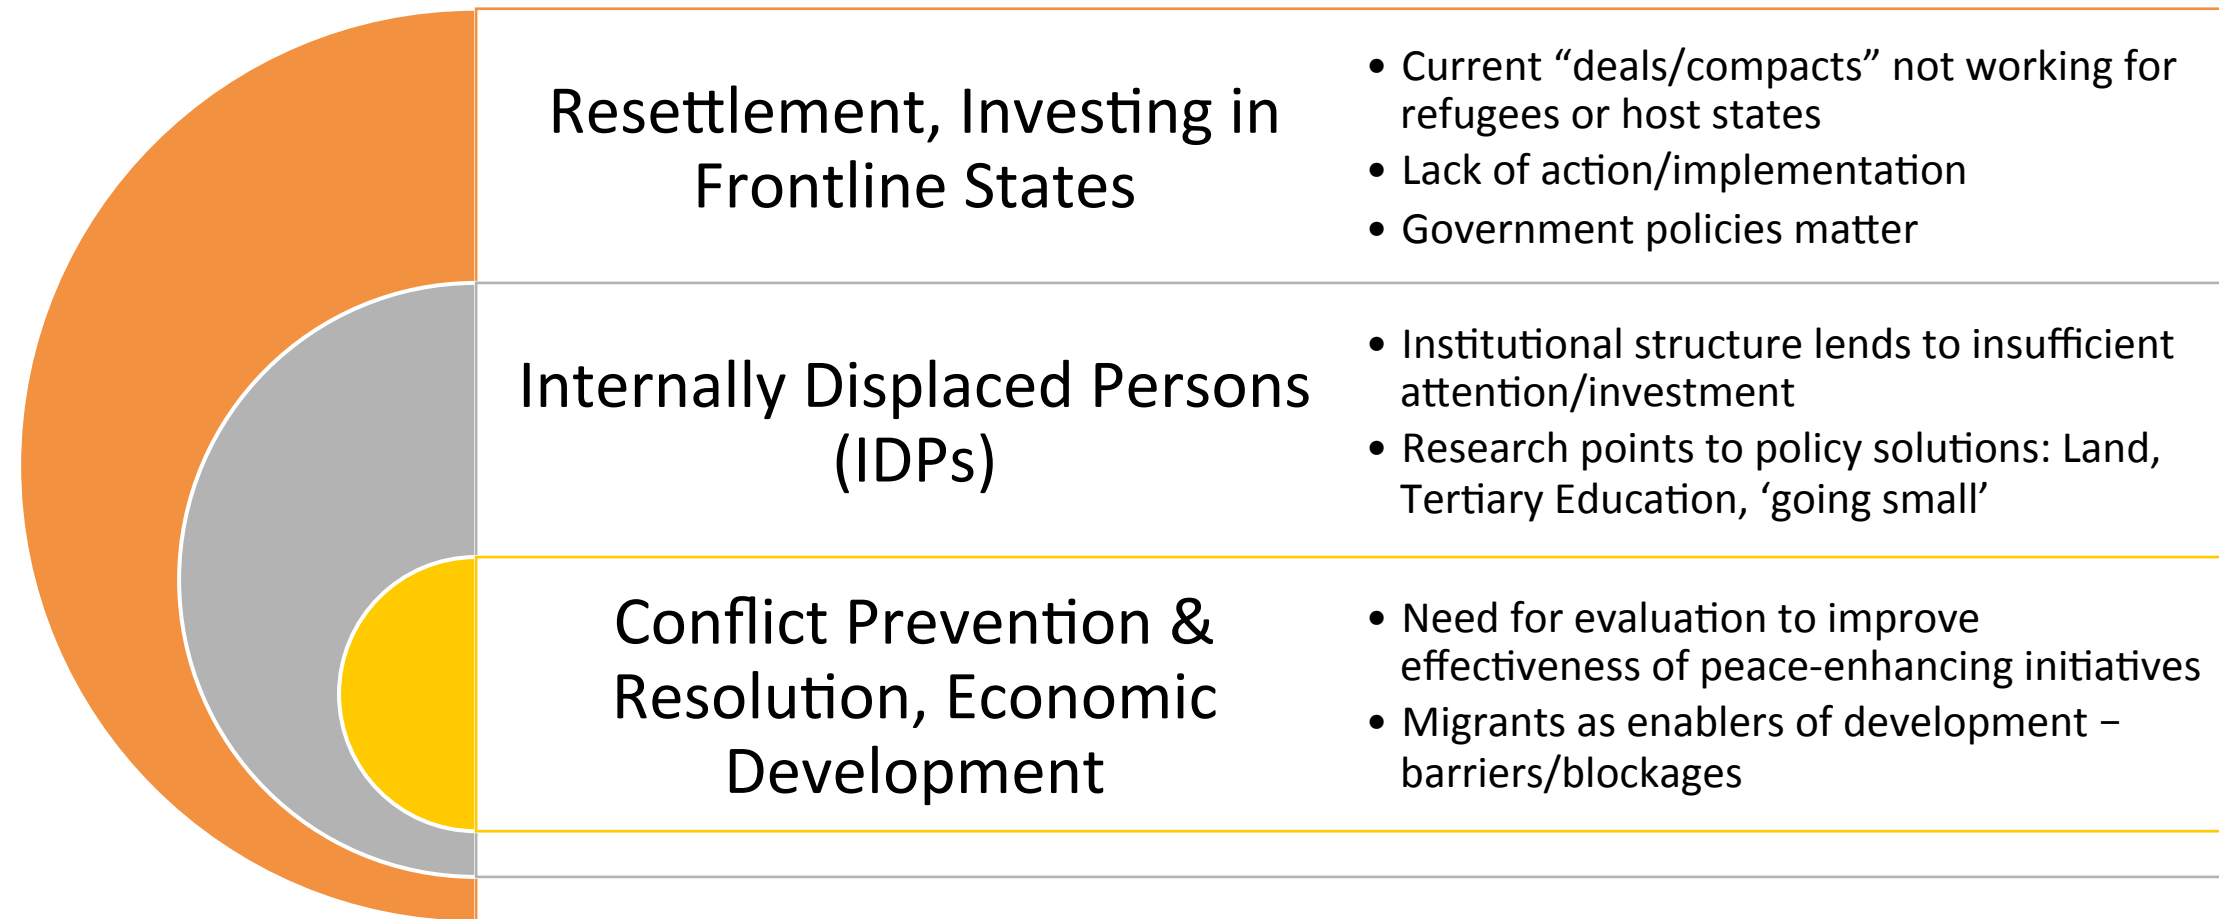 Resettlement, Investing in
Frontline States
• Current “deals/compacts” not working for
refugees or host states
• Lack of action/implementation
• Government policies matter
Internally Displaced Persons
(IDPs)
• Institutional structure lends to insufficient
attention/investment
• Research points to policy solutions: Land,
Tertiary Education, ‘going small’
Conflict Prevention &
Resolution, Economic
Development
• Need for evaluation to improve
effectiveness of peace-enhancing initiatives
• Migrants as enablers of development –
barriers/blockages